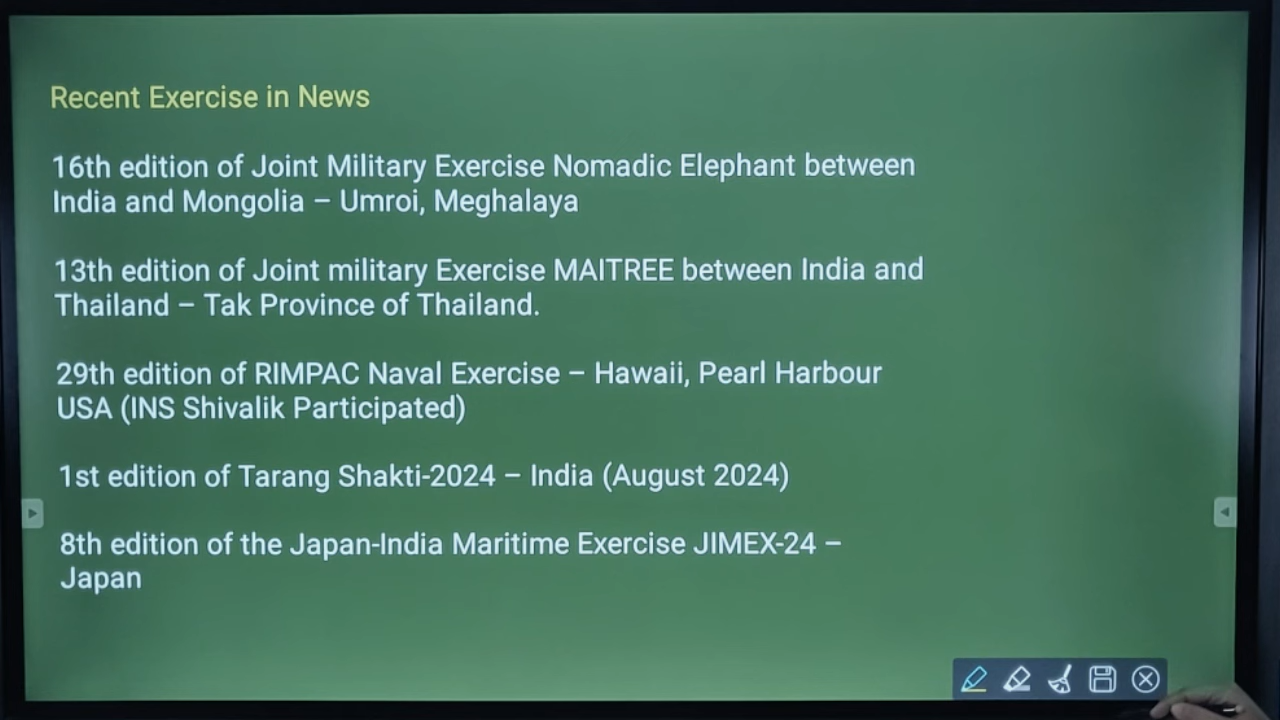 Recent Exercise in News
16th edition of Joint Military Exercise Nomadic Elephant between
India and Mongolia – Umroi, Meghalaya
13th edition of Joint military Exercise MAITREE between India and
Thailand – Tak Province of Thailand.
29th edition of RIMPAC Naval Exercise – Hawaii, Pearl Harbour
USA (INS Shivalik Participated)
1st edition of Tarang Shakti-2024 – India (August 2024)
8th edition of the Japan-India Maritime Exercise JIMEX-24 –
Japan